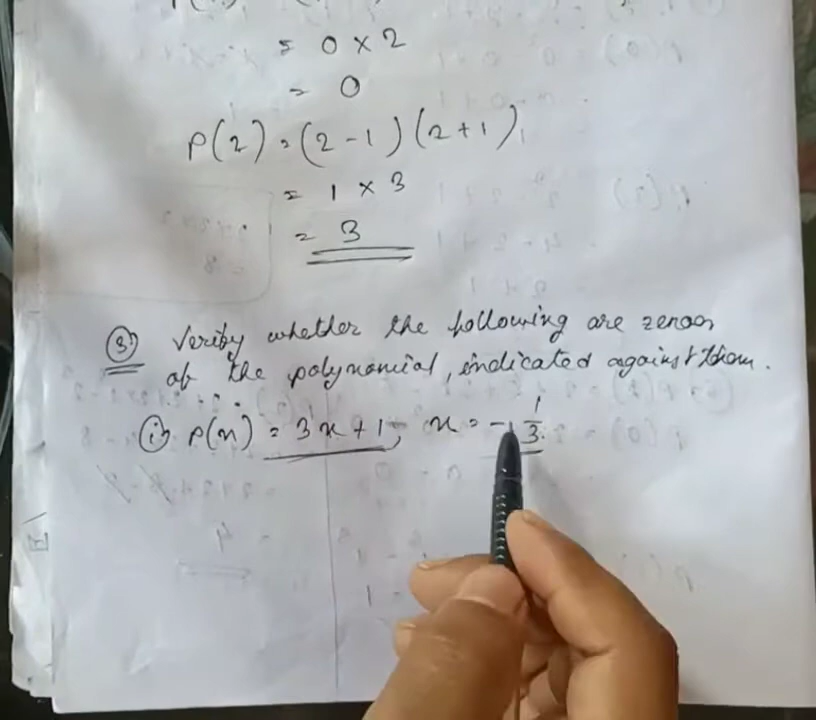 = 0 × 2
= 0
P(2) = (2-1)(2+1)
= 1 × 3
= 3
3) Verify whether the following are zeroes
of the polynomial, indicated against them.
(i) P(x) = 3x+1, x = -1/3